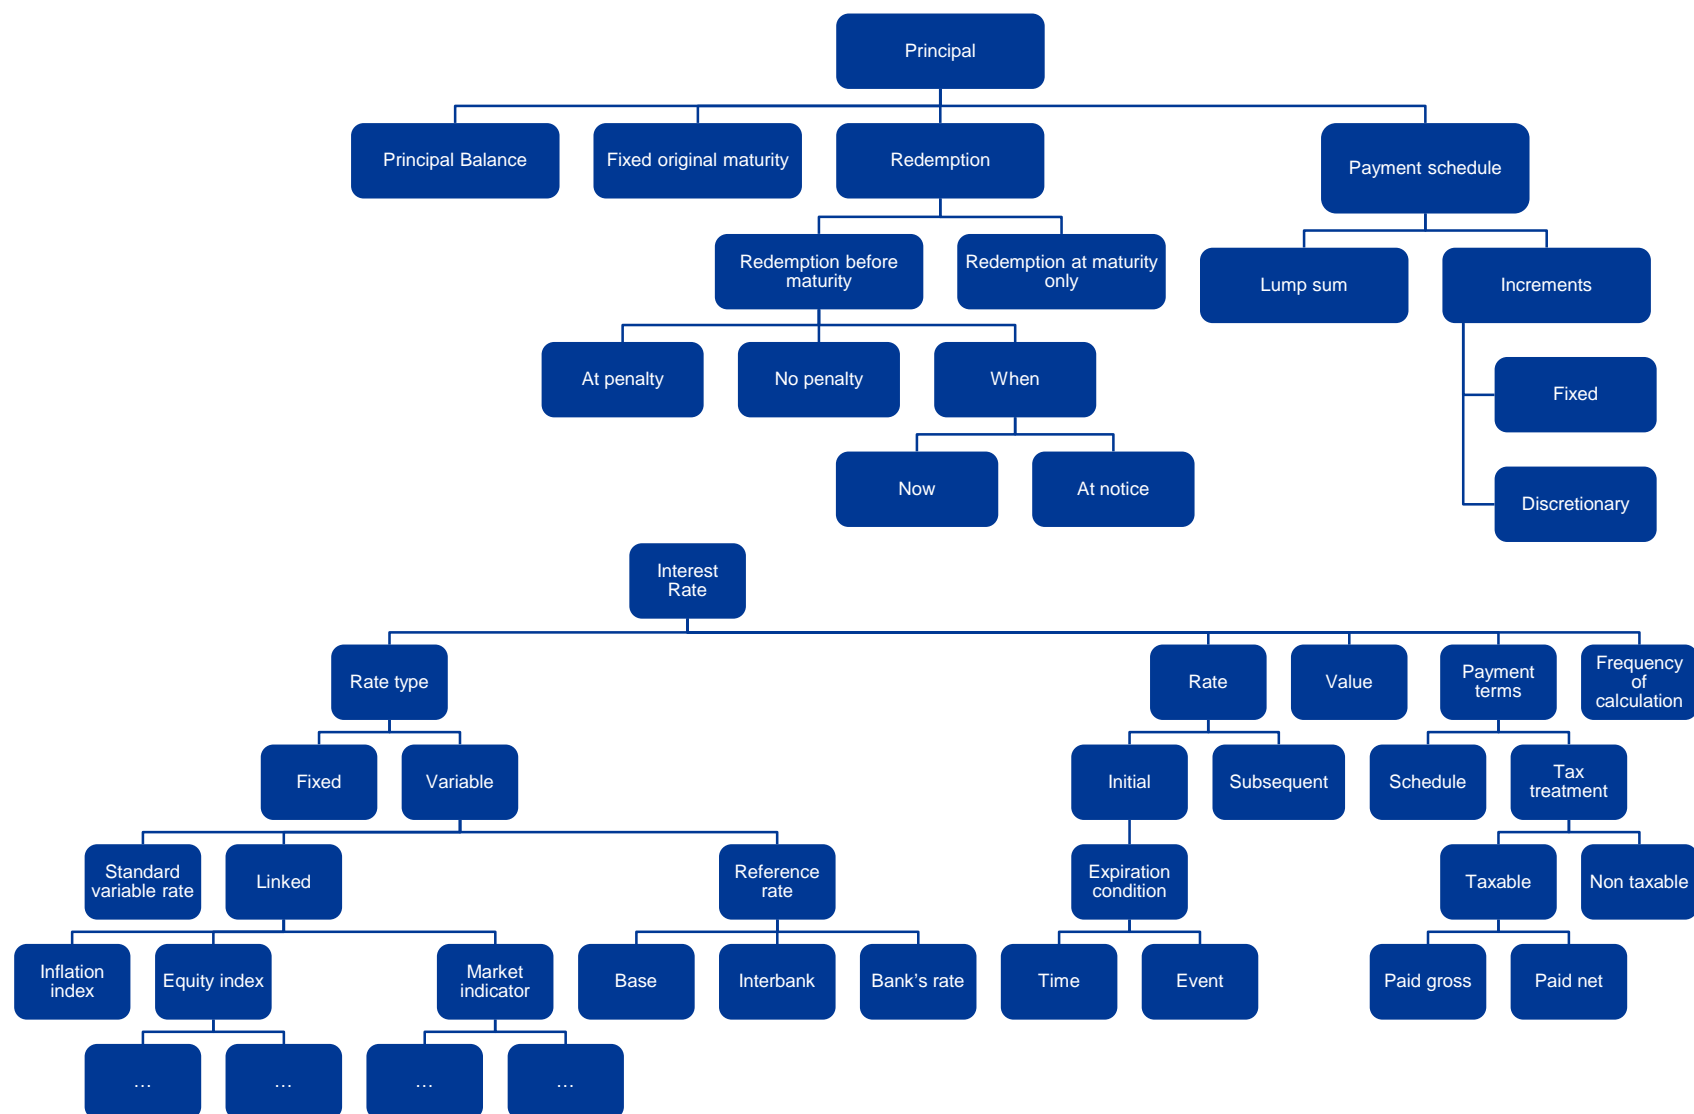 Principal
Principal Balance
Fixed original maturity
Redemption
Payment schedule
Redemption before
maturity
Redemption at maturity
only
Lump sum
Increments
At penalty
No penalty
When
Fixed
Now
At notice
Discretionary
Interest
Rate
Rate type
Rate
Value
Payment
terms
Frequency
of
calculation
Fixed
Variable
Initial
Subsequent
Schedule
Tax
treatment
Standard
variable rate
Linked
Reference
rate
Expiration
condition
Taxable
Non taxable
Inflation
index
Equity index
Market
indicator
Base
Interbank
Bank’s rate
Time
Event
Paid gross
Paid net
…
…
…
…